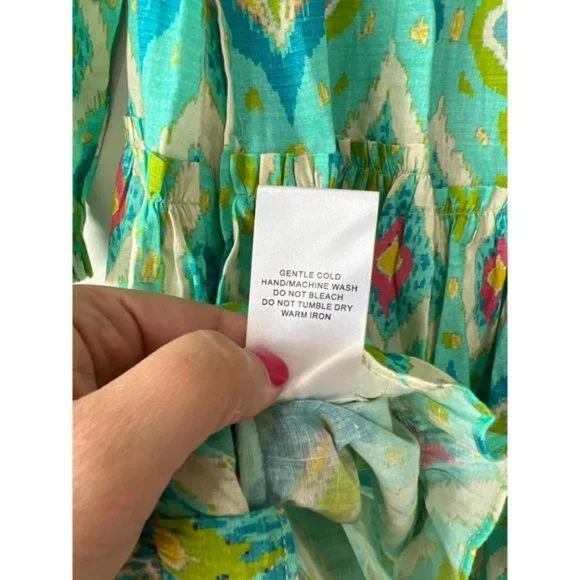 GENTLE COLD
HAND/MACHINE WASH
DO NOT BLEACH
DO NOT TUMBLE DRY
WARM IRON